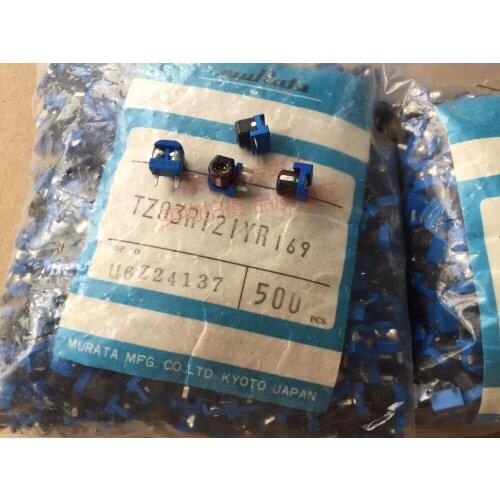 muRata
TZ03R121YR169
U6Z24137
500 PCS.
MURATA MFG. CO.LTD. KYOTO JAPAN